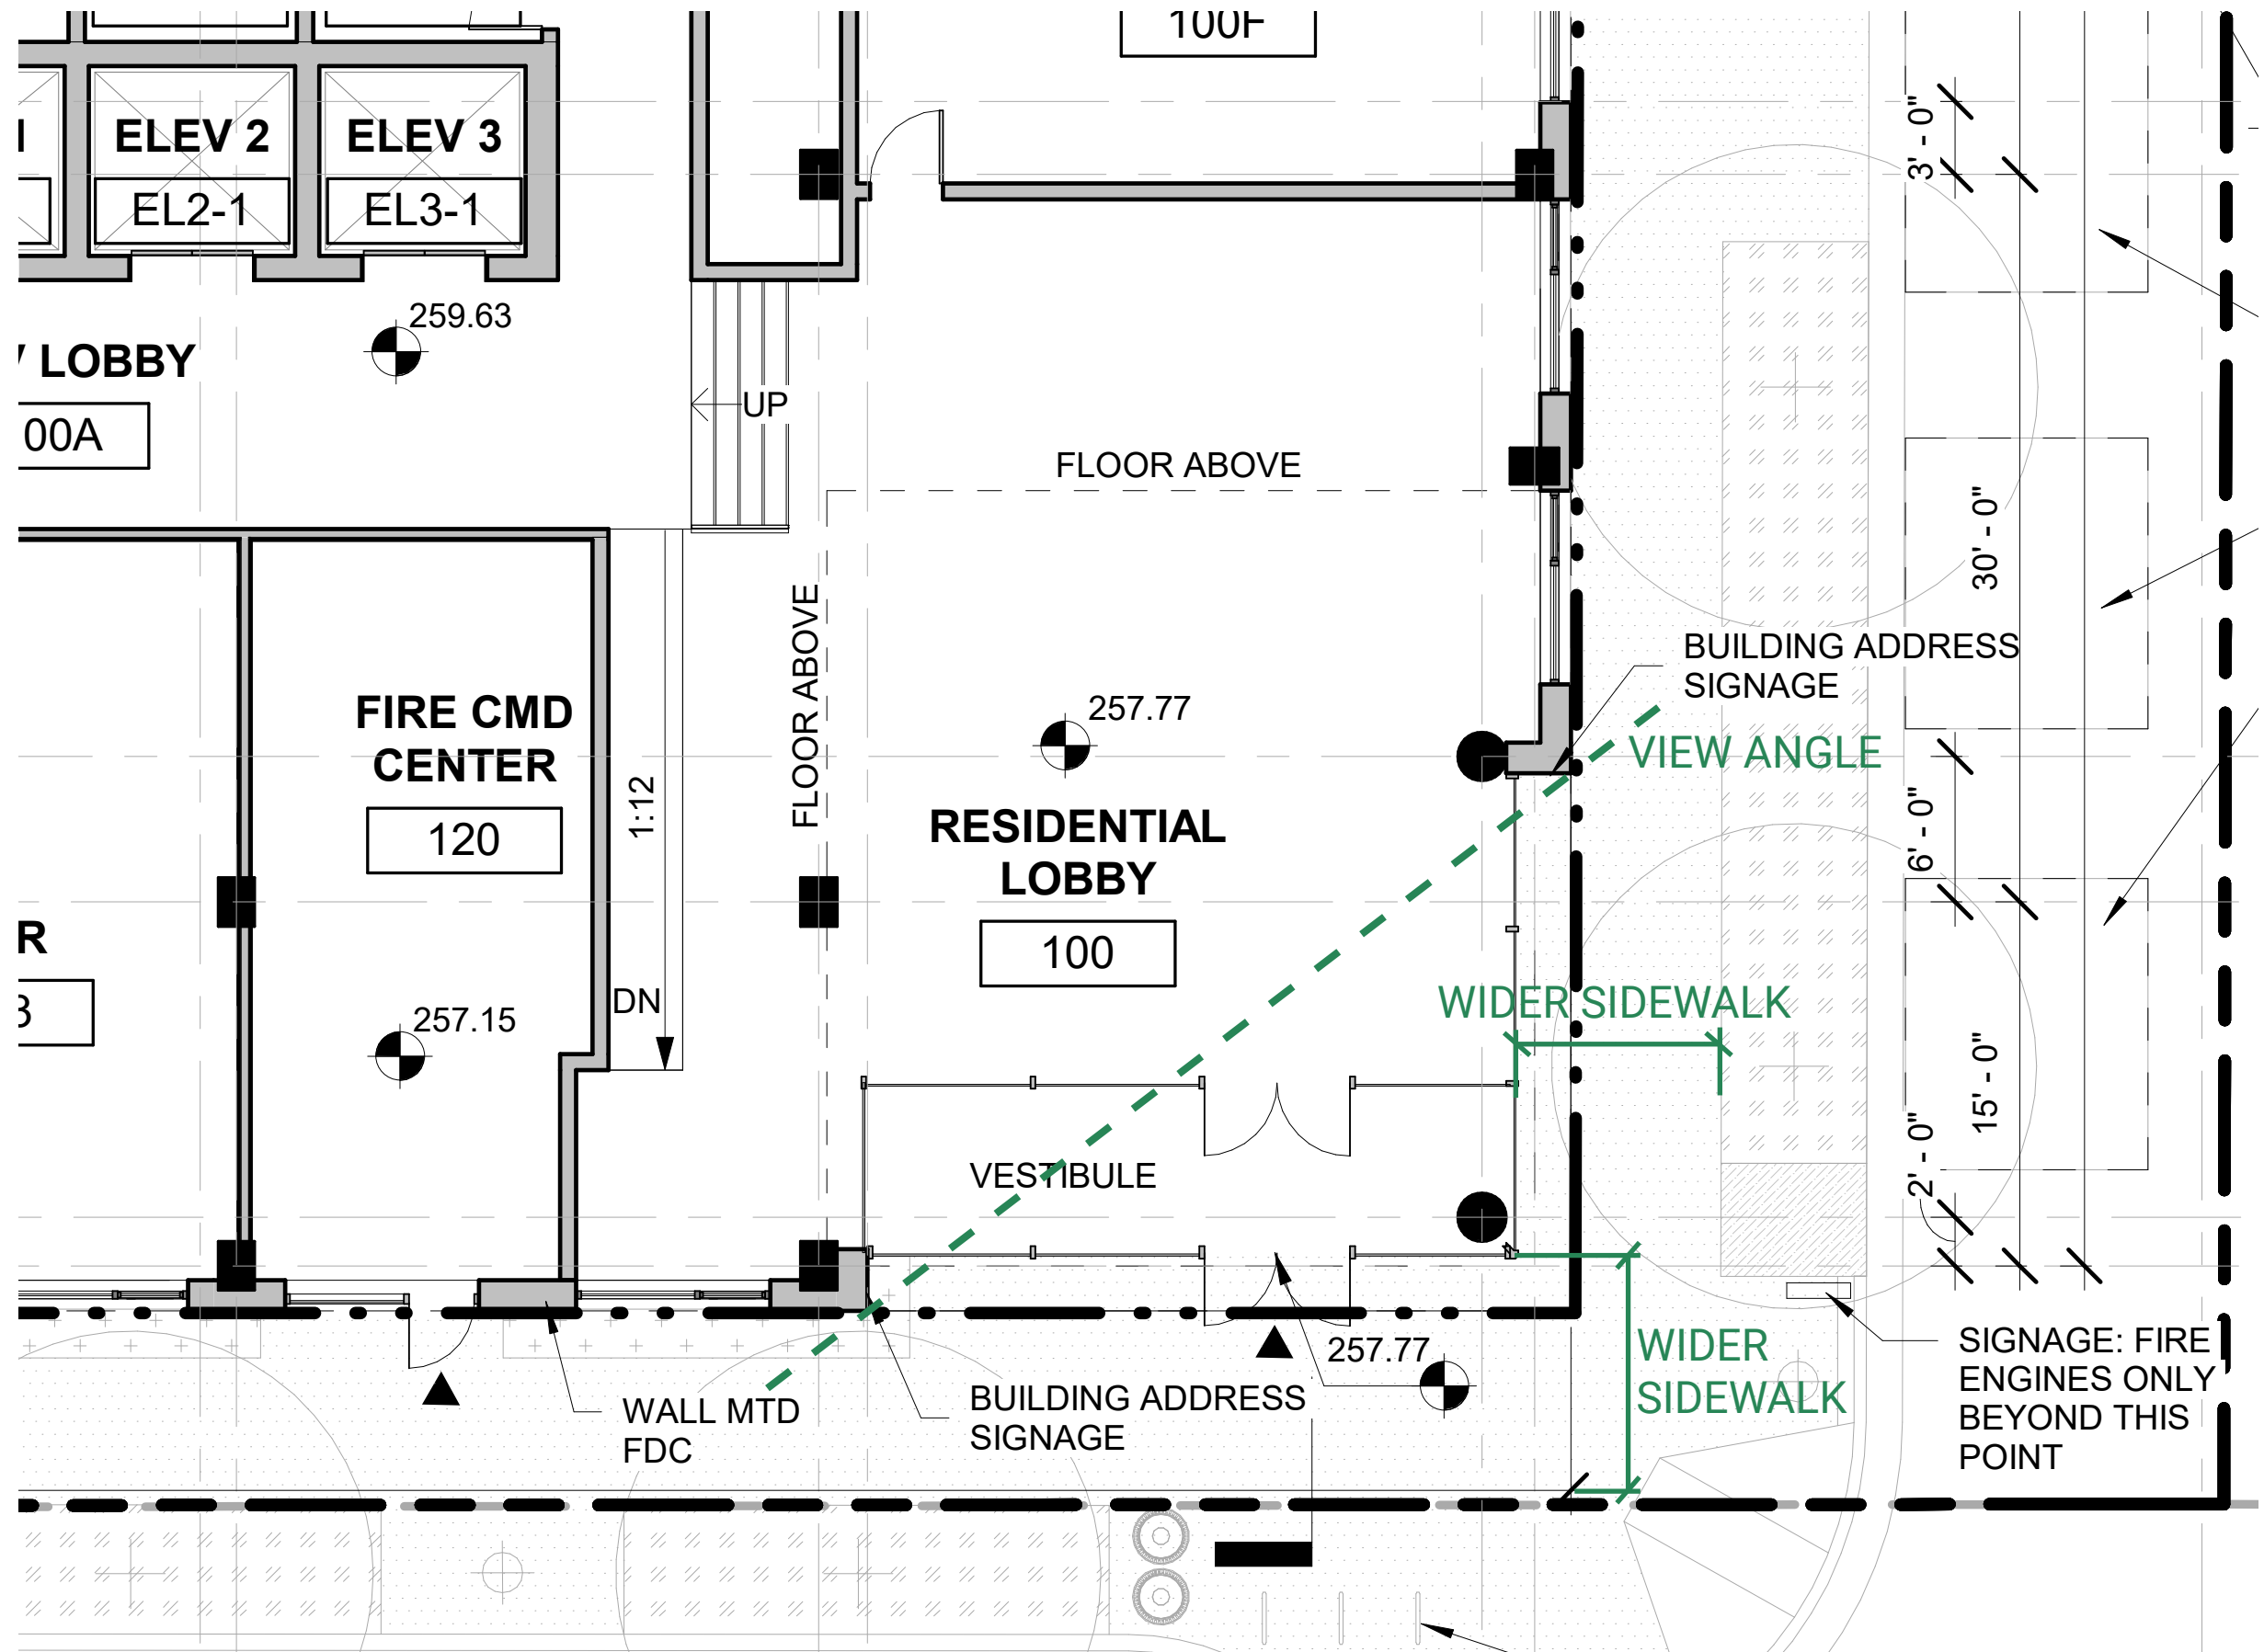 100F
ELEV 2
ELEV 3
EL2-1
EL3-1
3' - 0"
259.63
LOBBY
00A
UP
FLOOR ABOVE
30' - 0"
FLOOR ABOVE
BUILDING ADDRESS
SIGNAGE
FIRE CMD
CENTER
120
257.77
VIEW ANGLE
1:12
RESIDENTIAL
LOBBY
100
6' - 0"
R
257.15
DN
WIDER SIDEWALK
15' - 0"
2' - 0"
VESTIBULE
257.77
WIDER
SIDEWALK
SIGNAGE: FIRE
ENGINES ONLY
BEYOND THIS
POINT
WALL MTD
FDC
BUILDING ADDRESS
SIGNAGE